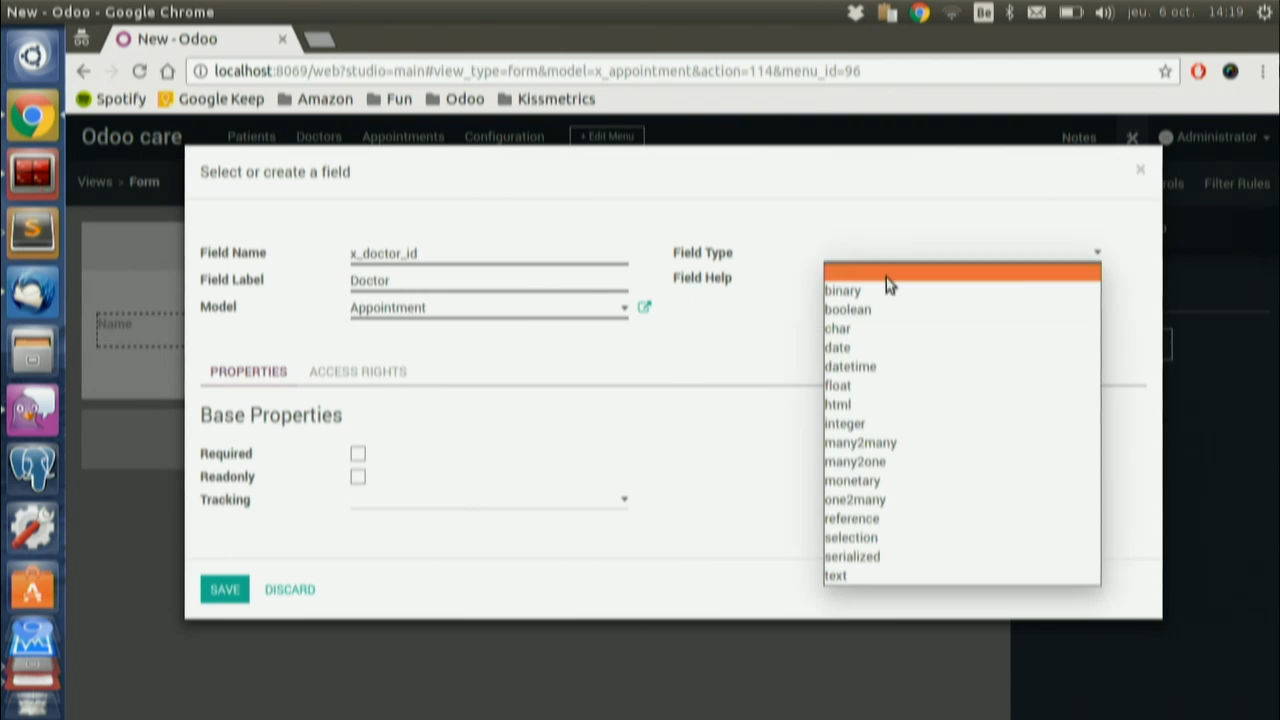 New - Odoo - Google Chrome
Be
jeu. 6 oct. 14:19
New - Odoo
localhost:8069/web?studio=main#view_type=form&model=x_appointment&action=114&menu_id=96
Spotify Google Keep Amazon Fun Odoo Kissmetrics
Odoo care Patients Doctors Appointments Configuration + Edit Menu Notes Administrator
Views > Form
Filter Rules
Select or create a field
Field Name x_doctor_id
Field Type
Field Label Doctor
Field Help
Model Appointment
Name
PROPERTIES ACCESS RIGHTS
Base Properties
Required
Readonly
Tracking
SAVE DISCARD
binary
boolean
char
date
datetime
float
html
integer
many2many
many2one
monetary
one2many
reference
selection
serialized
text